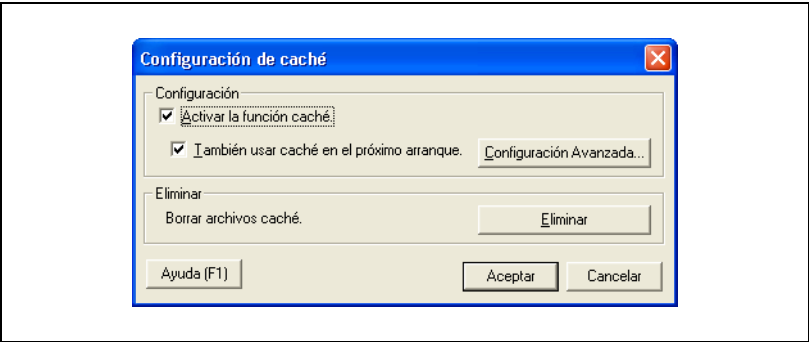 Configuración de caché
Configuración
Activar la función caché.
También usar caché en el próximo arranque.
Configuración Avanzada...
Eliminar
Borrar archivos caché.
Eliminar
Ayuda (F1)
Aceptar
Cancelar